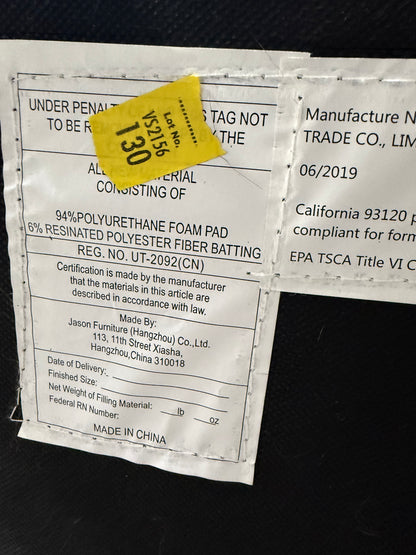 UNDER PENAL S TAG NOT
TO BE R Y THE
Lot No.
VS2156
130
ALL NEW MATERIAL
CONSISTING OF
94%POLYURETHANE FOAM PAD
6% RESINATED POLYESTER FIBER BATTING
REG. NO. UT-2092(CN)
Certification is made by the manufacturer
that the materials in this article are
described in accordance with law.
Made By:
Jason Furniture (Hangzhou) Co.,Ltd.
113, 11th Street Xiasha,
Hangzhou,China 310018
Date of Delivery:
Finished Size:
Net Weight of Filling Material: lb oz
Federal RN Number:
MADE IN CHINA
Manufacture N
TRADE CO., LIM
06/2019
California 93120 p
compliant for form
EPA TSCA Title VI C